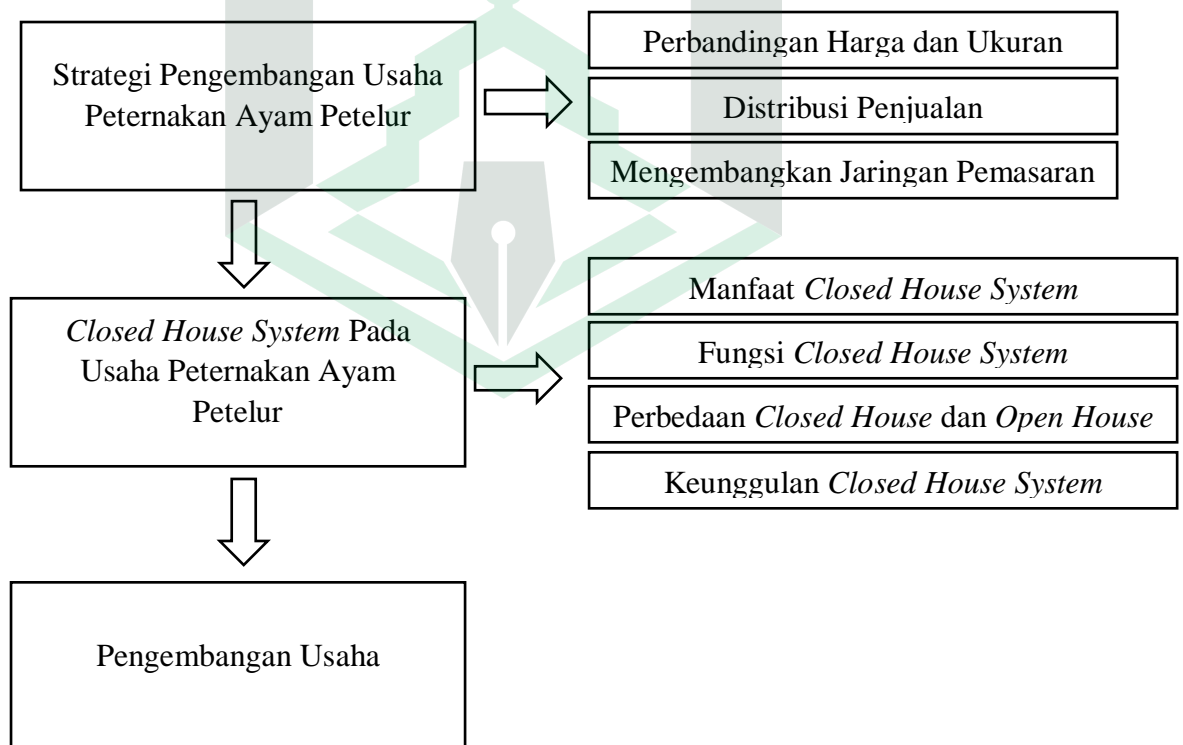 Strategi Pengembangan Usaha
Peternakan Ayam Petelur
Perbandingan Harga dan Ukuran
Distribusi Penjualan
Mengembangkan Jaringan Pemasaran
Closed House System Pada
Usaha Peternakan Ayam
Petelur
Manfaat Closed House System
Fungsi Closed House System
Perbedaan Closed House dan Open House
Keunggulan Closed House System
Pengembangan Usaha